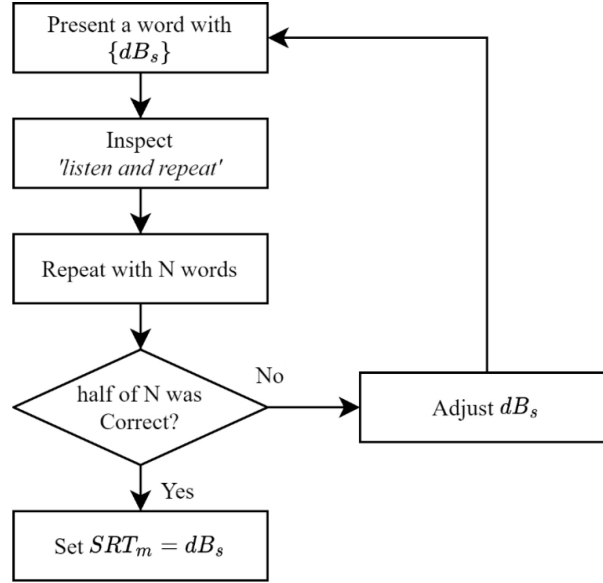 Present a word with
{dB_s}
Inspect
'listen and repeat'
Repeat with N words
half of N was
Correct?
No
Adjust dB_s
Yes
Set SRT_m = dB_s